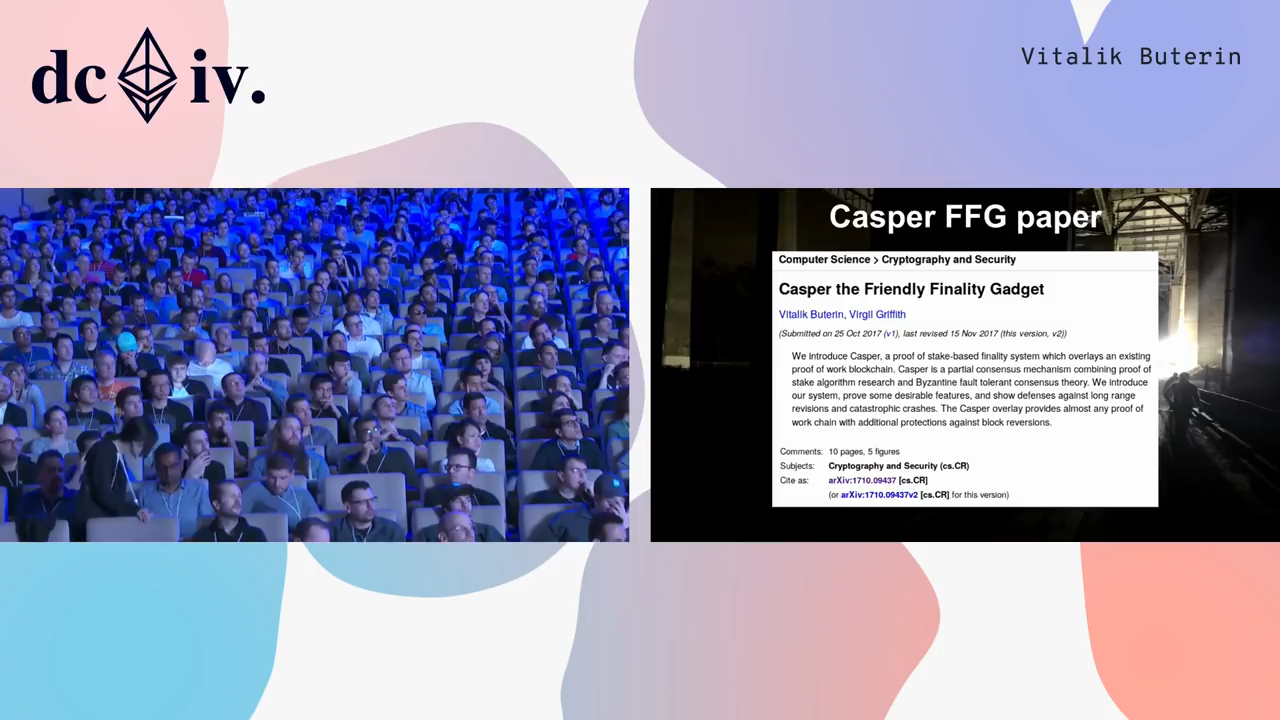 dc iv.
Vitalik Buterin
Casper FFG paper
Computer Science > Cryptography and Security
Casper the Friendly Finality Gadget
Vitalik Buterin, Virgil Griffith
(Submitted on 25 Oct 2017 (v1), last revised 15 Nov 2017 (this version, v2))
We introduce Casper, a proof of stake-based finality system which overlays an existing
proof of work blockchain. Casper is a partial consensus mechanism combining proof of
stake algorithm research and Byzantine fault tolerant consensus theory. We introduce
our system, prove some desirable features, and show defenses against long range
revisions and catastrophic crashes. The Casper overlay provides almost any proof of
work chain with additional protections against block reversions.
Comments: 10 pages, 5 figures
Subjects: Cryptography and Security (cs.CR)
Cite as: arXiv:1710.09437 [cs.CR]
(or arXiv:1710.09437v2 [cs.CR] for this version)